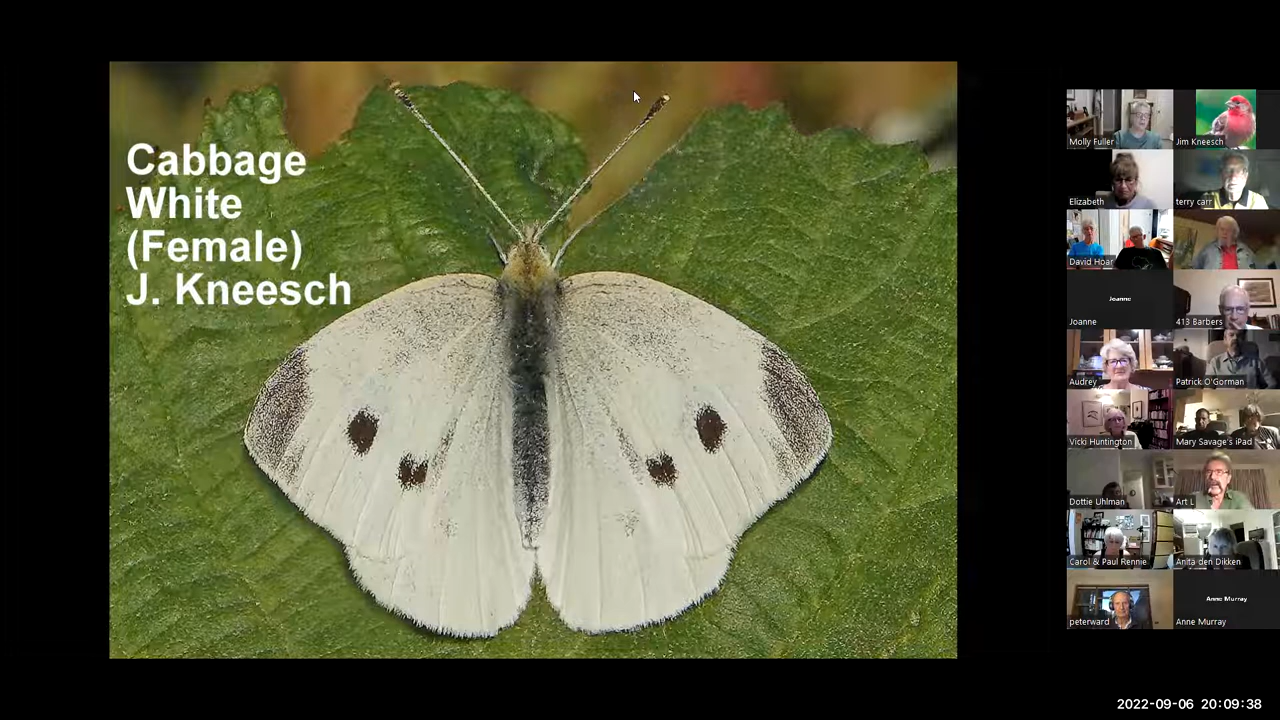 Cabbage
White
(Female)
J. Kneesch
Molly Fuller
Jim Kneesch
Elizabeth
terry carr
David Hoar
Joanne
Joanne
413 Barbers
Audrey
Patrick O'Gorman
Vicki Huntington
Mary Savage's iPad
Dottie Uhlman
Art L
Carol & Paul Rennie
Anita den Dikken
peterward
Anne Murray
Anne Murray
2022-09-06 20:09:38